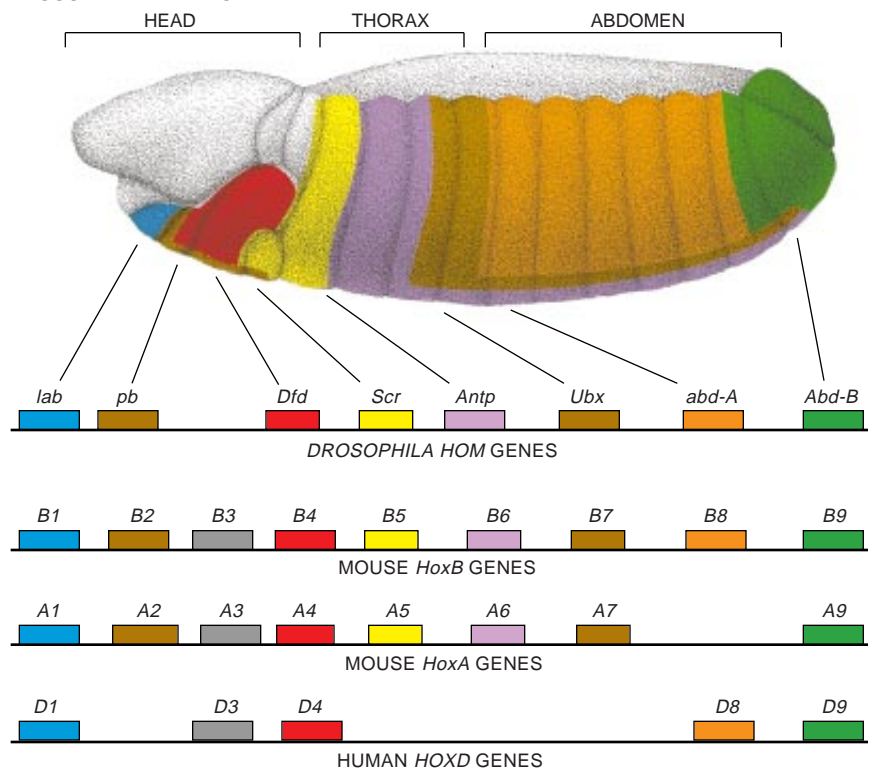 HEAD THORAX ABDOMEN
lab pb Dfd Scr Antp Ubx abd-A Abd-B
DROSOPHILA HOM GENES
B1 B2 B3 B4 B5 B6 B7 B8 B9
MOUSE HoxB GENES
A1 A2 A3 A4 A5 A6 A7 A9
MOUSE HoxA GENES
D1 D3 D4 D8 D9
HUMAN HOXD GENES